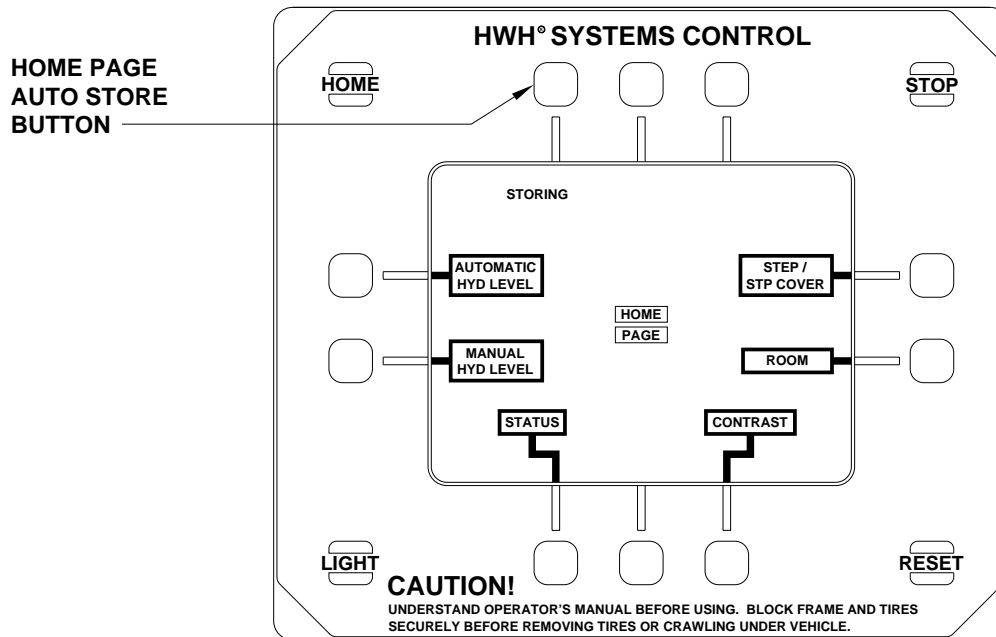 HWH® SYSTEMS CONTROL
HOME PAGE
AUTO STORE
BUTTON
HOME
STOP
STORING
AUTOMATIC
HYD LEVEL
STEP /
STP COVER
HOME
PAGE
MANUAL
HYD LEVEL
ROOM
STATUS
CONTRAST
LIGHT
RESET
CAUTION!
UNDERSTAND OPERATOR'S MANUAL BEFORE USING. BLOCK FRAME AND TIRES
SECURELY BEFORE REMOVING TIRES OR CRAWLING UNDER VEHICLE.